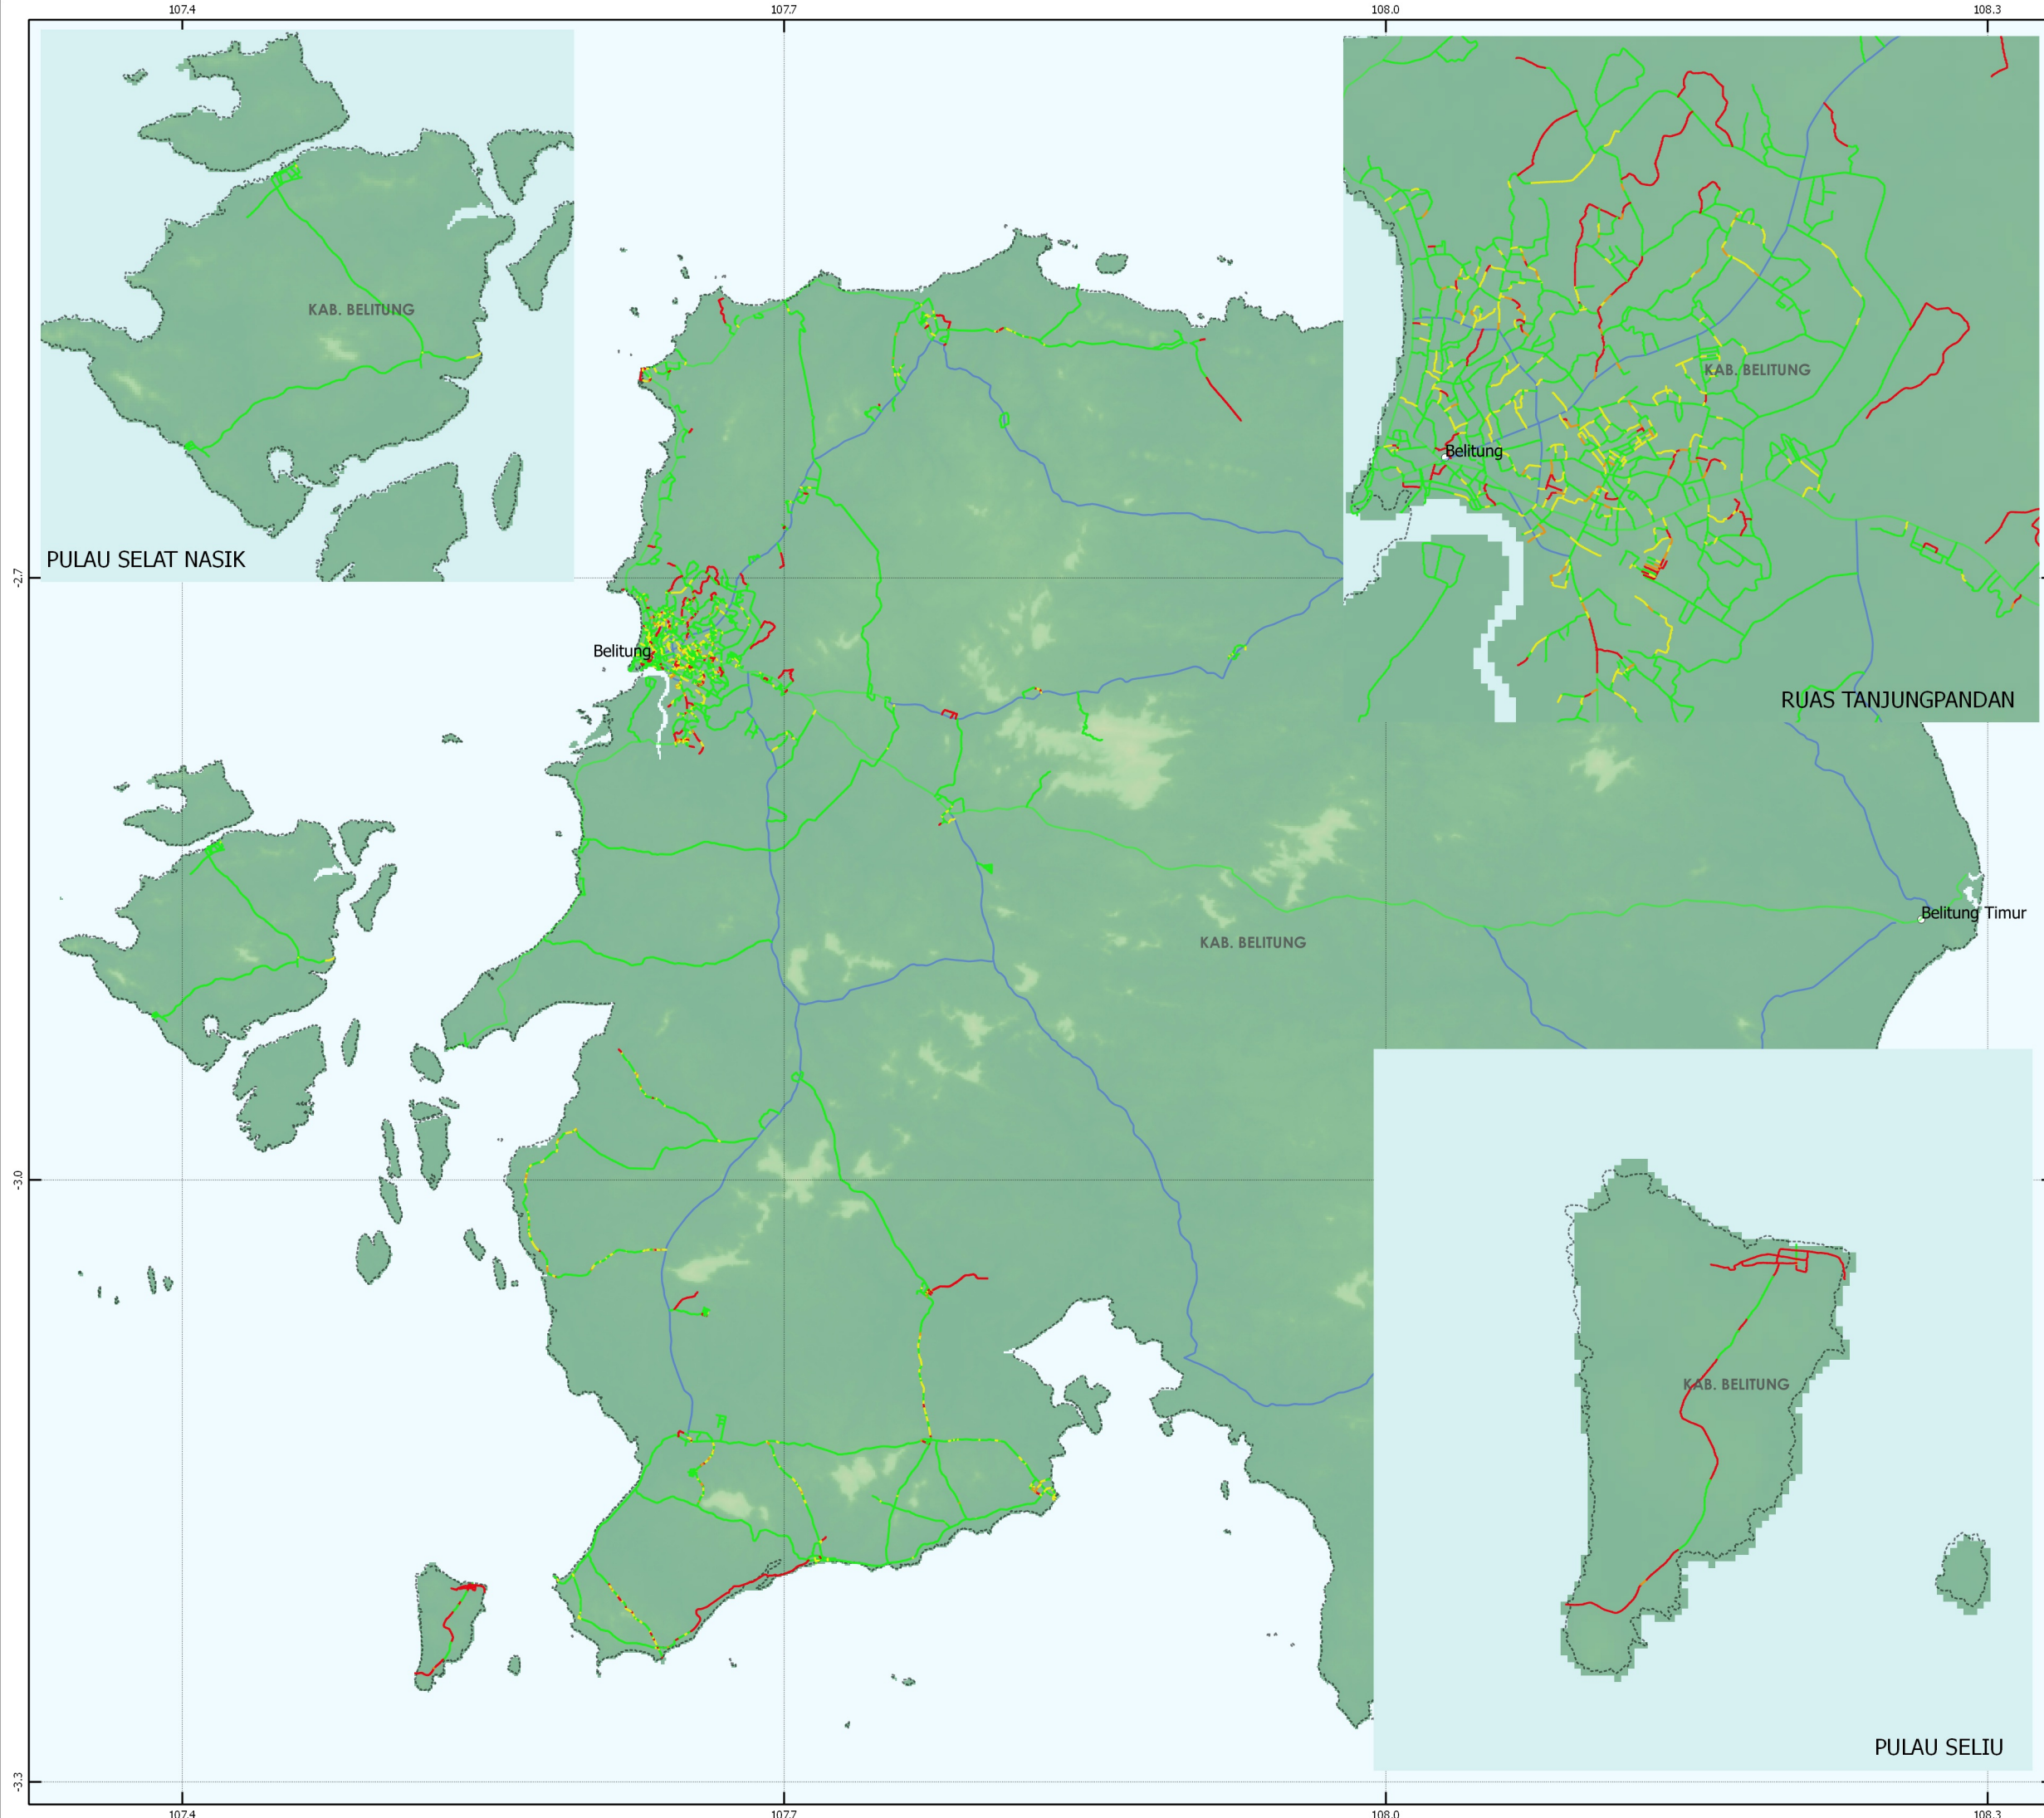 107.4
107.7
108.0
108.3
KAB. BELITUNG
PULAU SELAT NASIK
KAB. BELITUNG
Belitung
RUAS TANJUNGPANDAN
-2.7
Belitung
Belitung Timur
KAB. BELITUNG
-3.0
KAB. BELITUNG
PULAU SELIU
-3.3
107.4
107.7
108.0
108.3